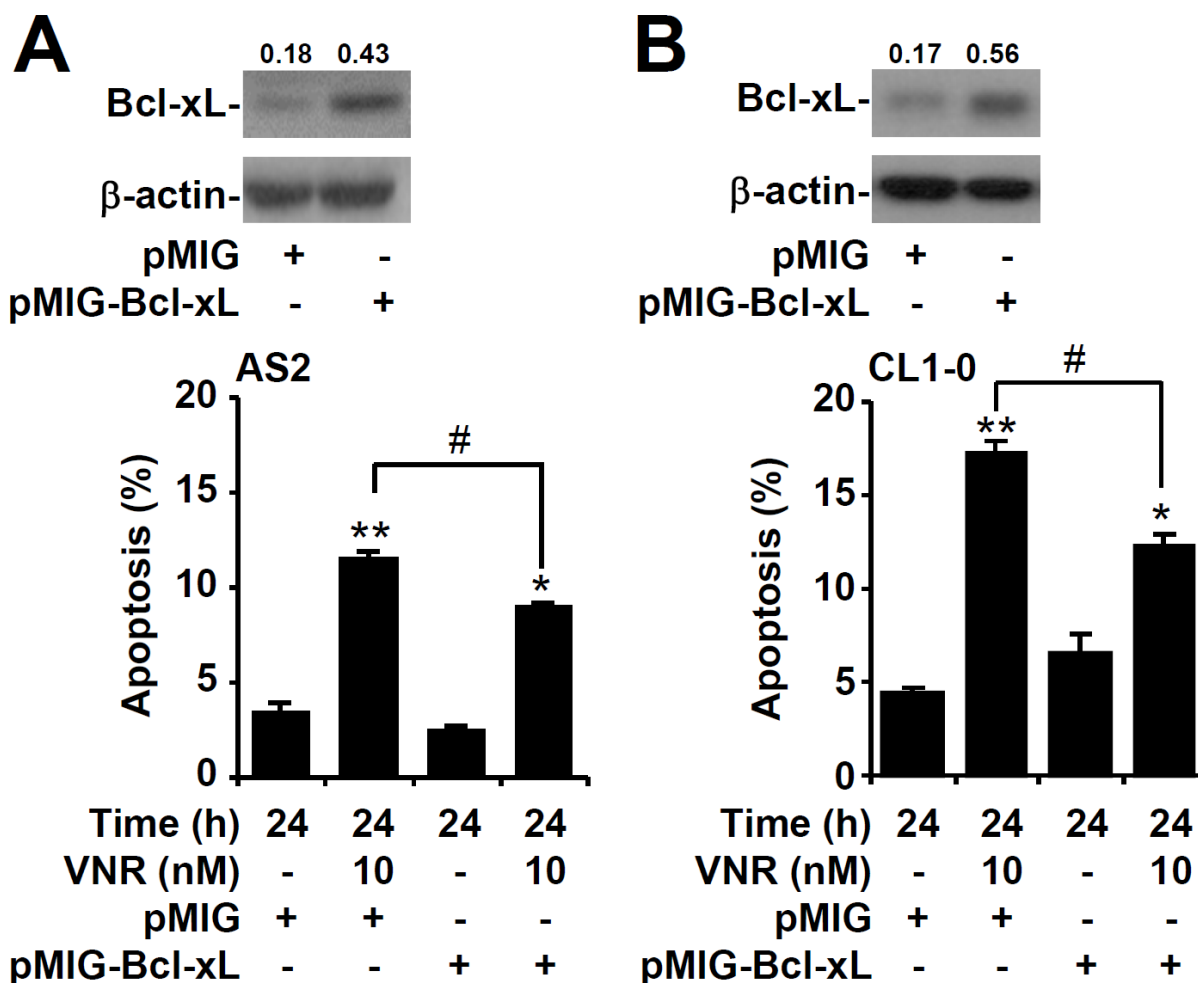 A
0.18 0.43
Bcl-xL-
β-actin-
pMIG + -
pMIG-Bcl-xL - +
AS2
20
15
10
5
0
Apoptosis (%)
#
**
*
Time (h) 24 24 24 24
VNR (nM) - 10 - 10
pMIG + + - -
pMIG-Bcl-xL - - + +
B
0.17 0.56
Bcl-xL-
β-actin-
pMIG + -
pMIG-Bcl-xL - +
CL1-0
20
15
10
5
0
Apoptosis (%)
#
**
*
Time (h) 24 24 24 24
VNR (nM) - 10 - 10
pMIG + + - -
pMIG-Bcl-xL - - + +